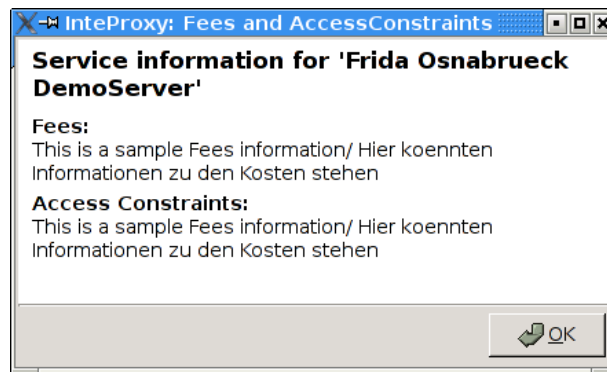 InteProxy: Fees and AccessConstraints
Service information for 'Frida Osnabrueck
DemoServer'
Fees:
This is a sample Fees information/ Hier koennten
Informationen zu den Kosten stehen
Access Constraints:
This is a sample Fees information/ Hier koennten
Informationen zu den Kosten stehen
OK